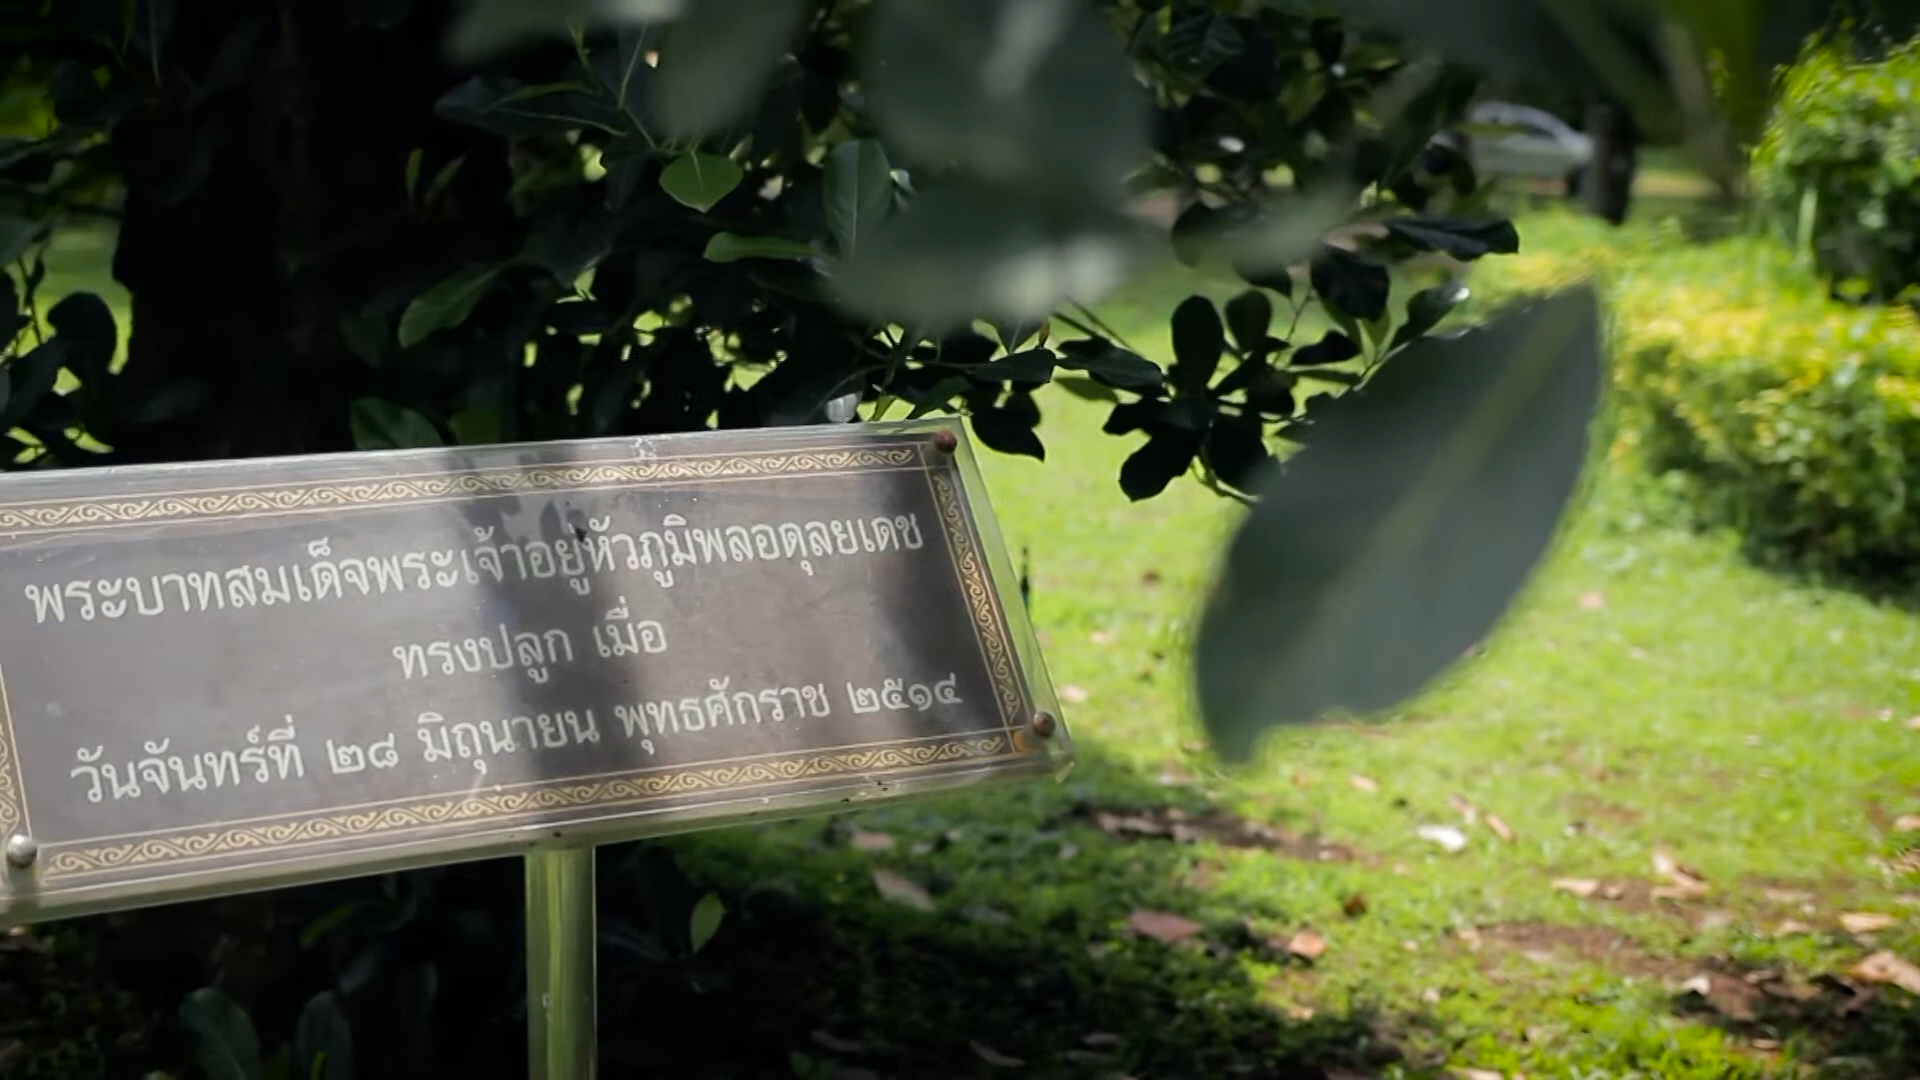 พระบาทสมเด็จพระเจ้าอยู่หัวภูมิพลอดุลยเดช
ทรงปลูก เมื่อ
วันจันทร์ที่ ๒๘ มิถุนายน พุทธศักราช ๒๕๑๔